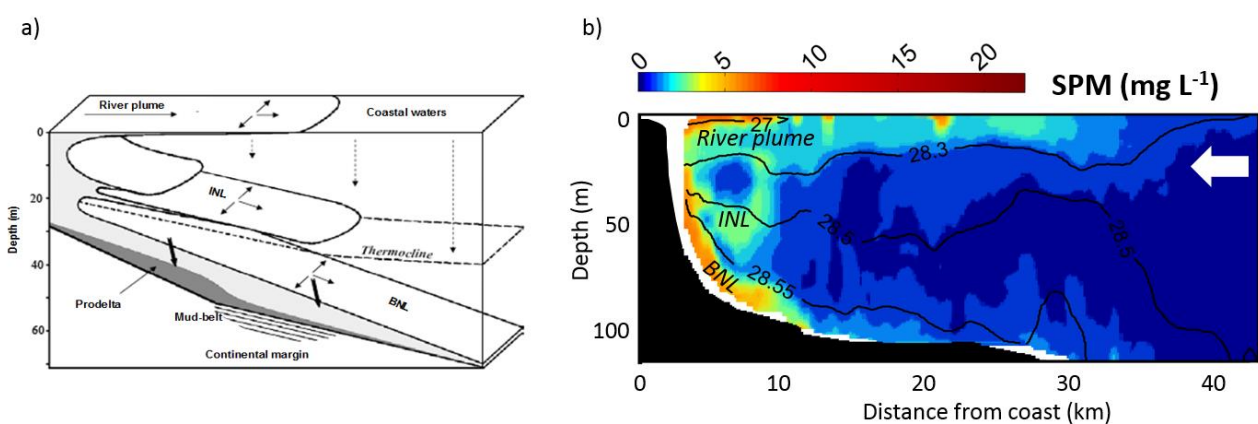 a)
River plume
Coastal waters
0
20
40
60
Depth (m)
INL
Thermocline
BNL
Prodelta
Mud-belt
Continental margin
b)
0
5
10
15
20
SPM (mg L⁻¹)
0
50
100
Depth (m)
27
River plume
28.3
28.5
INL
28.5
BNL
28.55
0
10
20
30
40
Distance from coast (km)